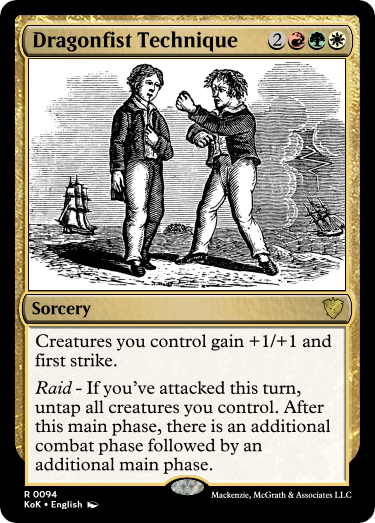 Dragonfist Technique 2
Sorcery
Creatures you control gain +1/+1 and
first strike.
Raid - If you've attacked this turn,
untap all creatures you control. After
this main phase, there is an additional
combat phase followed by an
additional main phase.
R 0094
KoK • English
Mackenzie, McGrath & Associates LLC